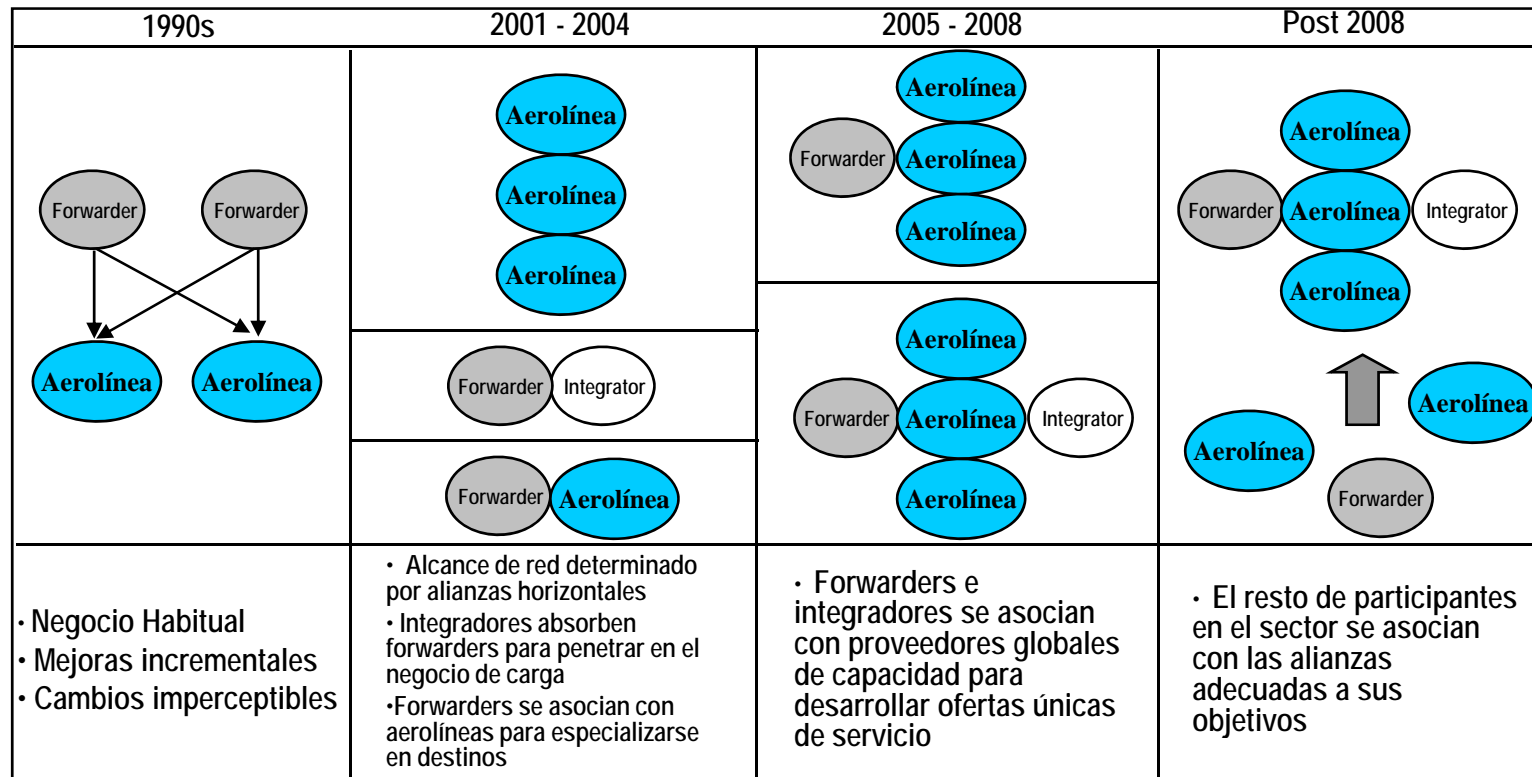 1990s
2001 - 2004
2005 - 2008
Post 2008
Forwarder
Forwarder
Aerolínea
Aerolínea
Aerolínea
Aerolínea
Aerolínea
Forwarder
Integrator
Forwarder
Aerolínea
Aerolínea
Forwarder
Aerolínea
Aerolínea
Aerolínea
Forwarder
Aerolínea
Integrator
Aerolínea
Aerolínea
Forwarder
Aerolínea
Integrator
Aerolínea
Aerolínea
Aerolínea
Forwarder
· Negocio Habitual
· Mejoras incrementales
· Cambios imperceptibles
· Alcance de red determinado
por alianzas horizontales
· Integradores absorben
forwarders para penetrar en el
negocio de carga
·Forwarders se asocian con
aerolíneas para especializarse
en destinos
· Forwarders e
integradores se asocian
con proveedores globales
de capacidad para
desarrollar ofertas únicas
de servicio
· El resto de participantes
en el sector se asocian
con las alianzas
adecuadas a sus
objetivos